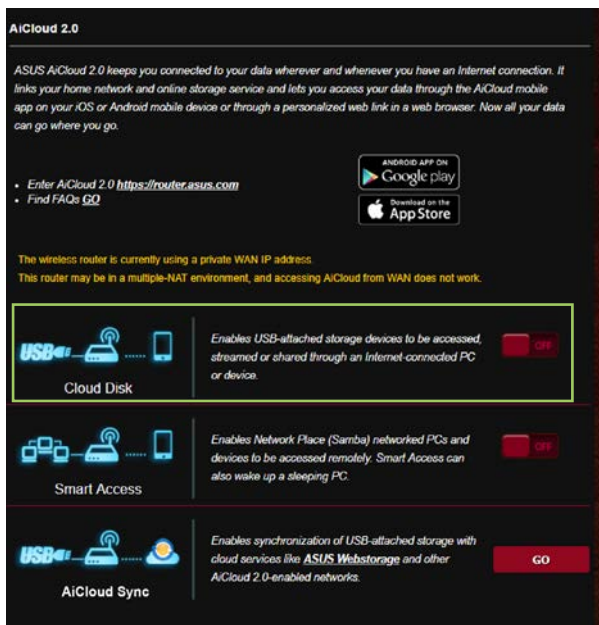 AiCloud 2.0
ASUS AiCloud 2.0 keeps you connected to your data wherever and whenever you have an Internet connection. It
links your home network and online storage service and lets you access your data through the AiCloud mobile
app on your iOS or Android mobile device or through a personalized web link in a web browser. Now all your data
can go where you go.
ANDROID APP ON
Google play
• Enter AiCloud 2.0 https://router.asus.com
• Find FAQs GO
Download on the
App Store
The wireless router is currently using a private WAN IP address.
This router may be in a multiple-NAT environment, and accessing AiCloud from WAN does not work.
USB
Cloud Disk
Enables USB-attached storage devices to be accessed,
streamed or shared through an Internet-connected PC
or device.
OFF
Smart Access
Enables Network Place (Samba) networked PCs and
devices to be accessed remotely. Smart Access can
also wake up a sleeping PC.
OFF
USB
AiCloud Sync
Enables synchronization of USB-attached storage with
cloud services like ASUS Webstorage and other
AiCloud 2.0-enabled networks.
GO